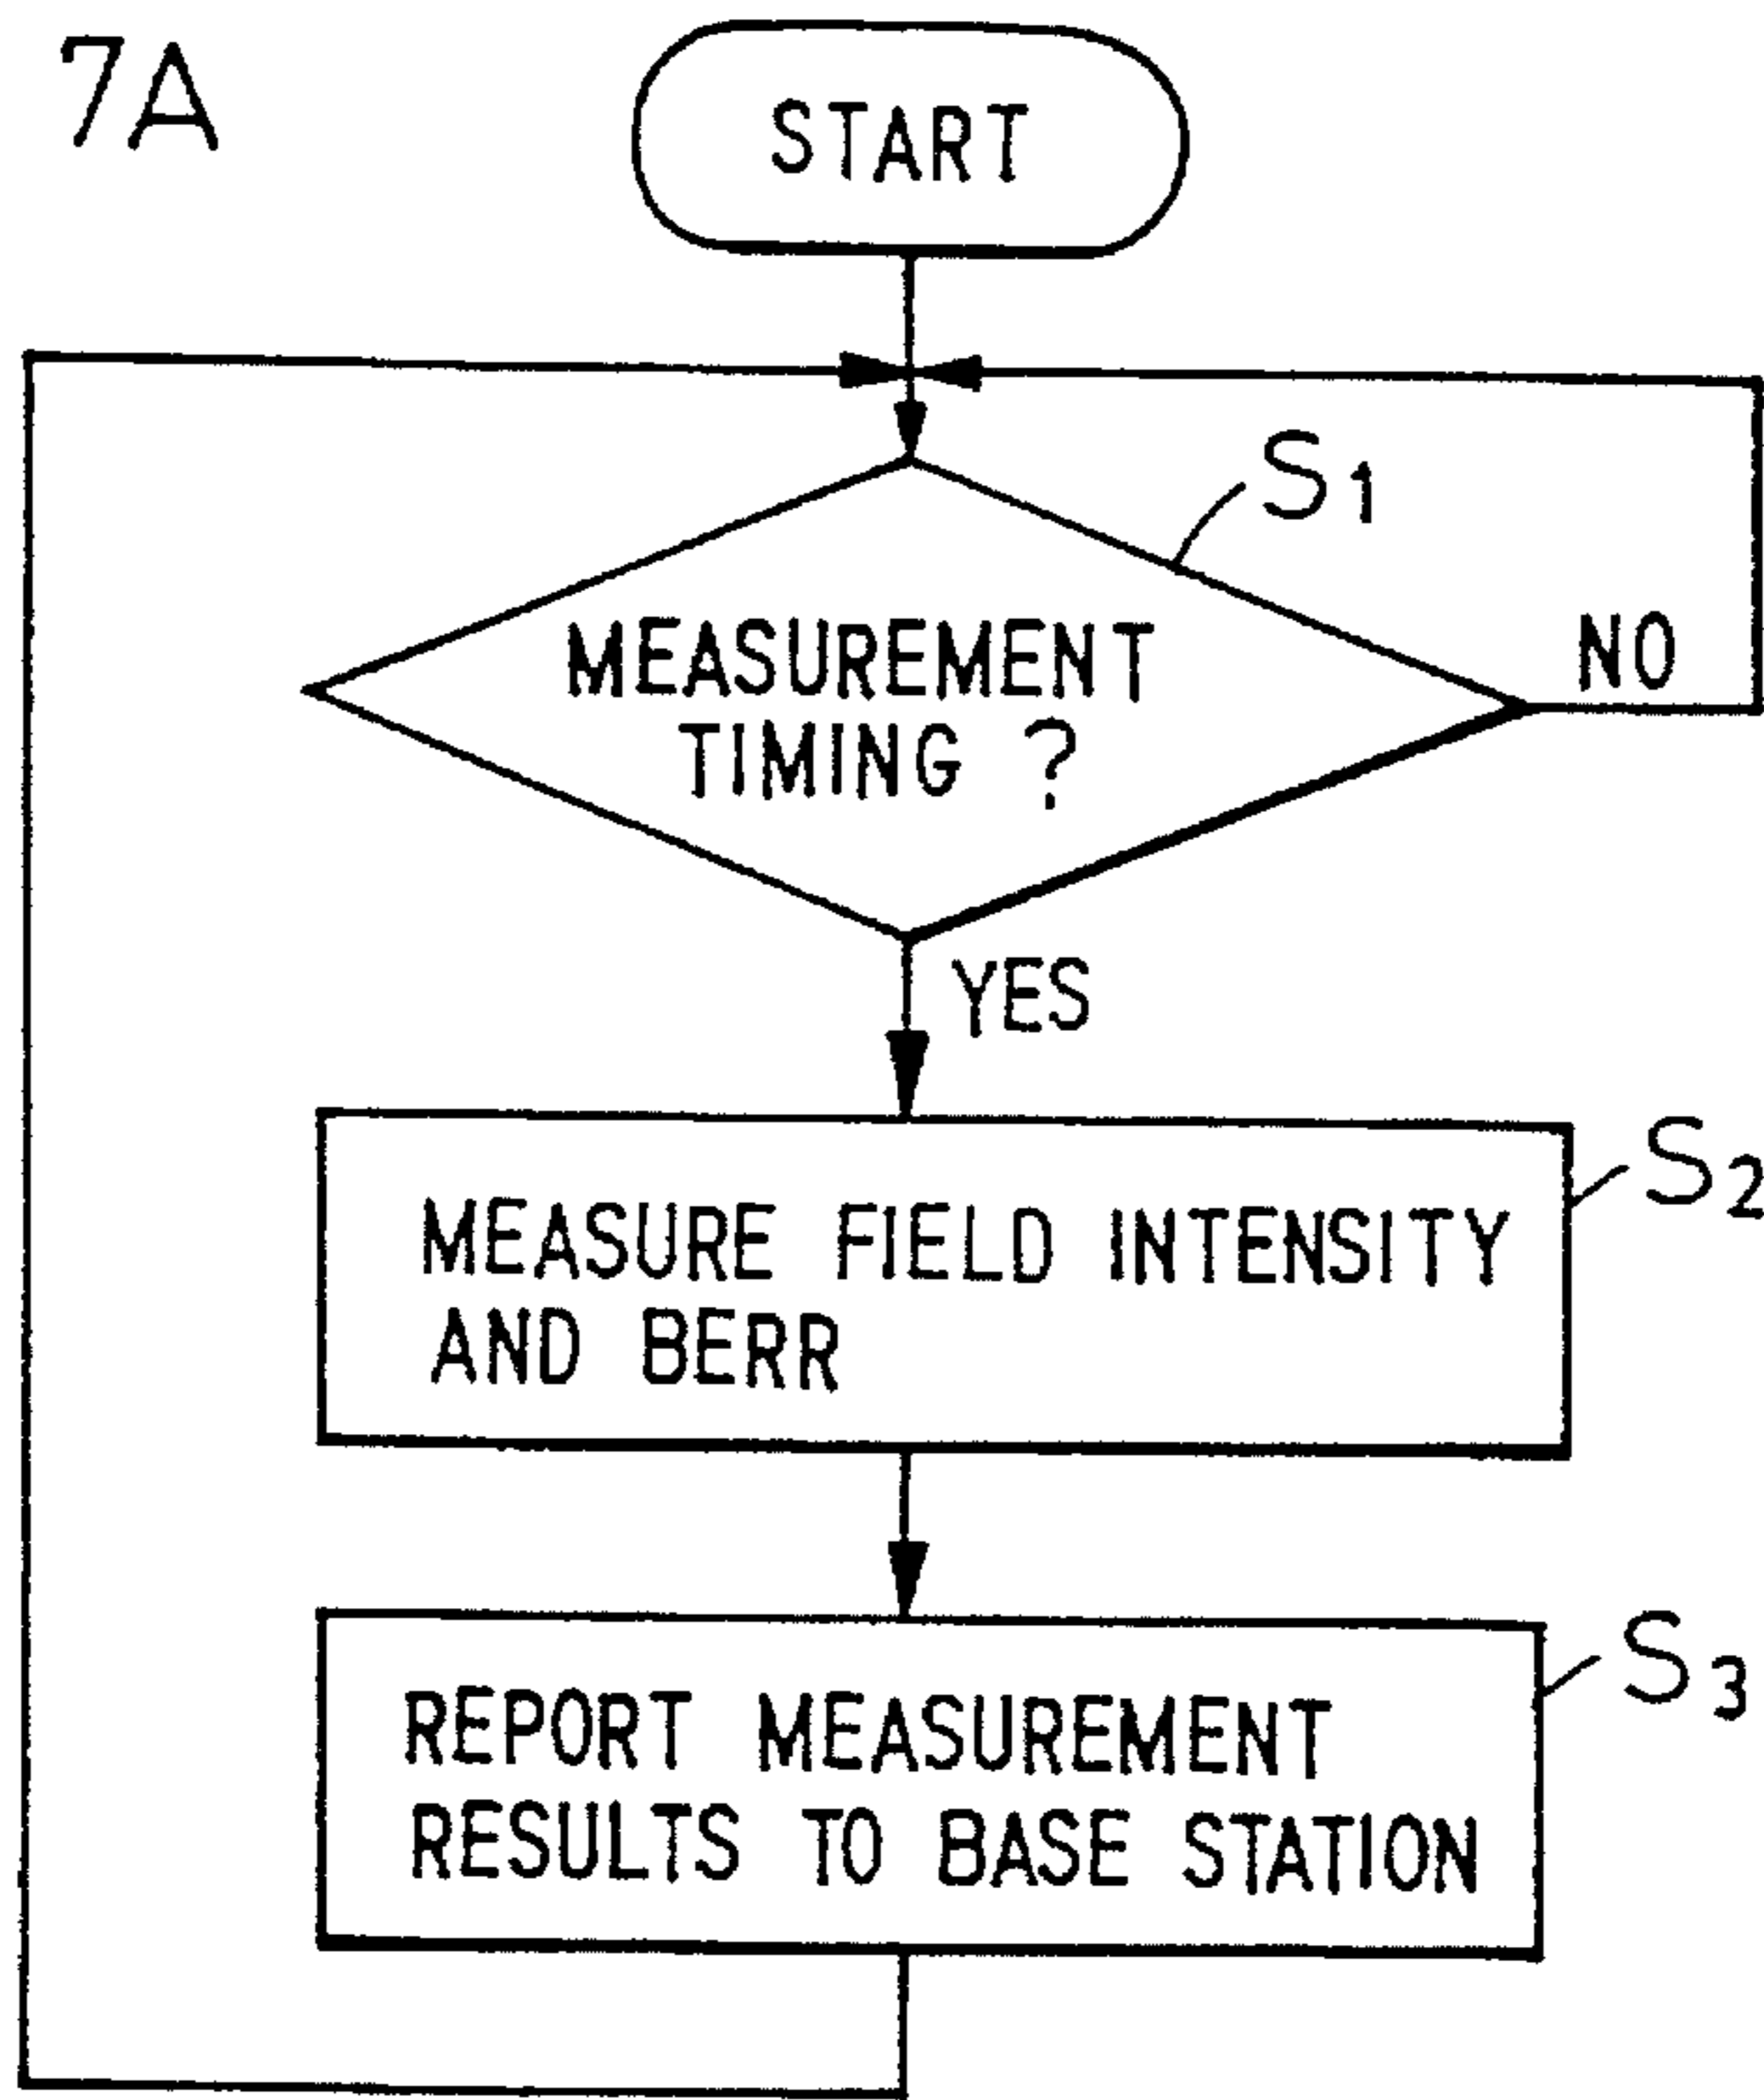 7A
START
S1
MEASUREMENT
TIMING ?
NO
YES
S2
MEASURE FIELD INTENSITY
AND BERR
S3
REPORT MEASUREMENT
RESULTS TO BASE STATION